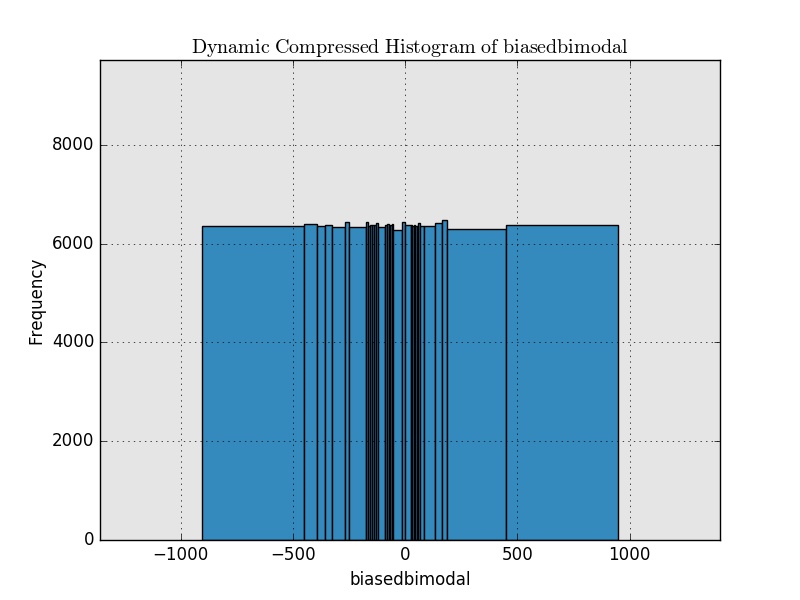 Dynamic Compressed Histogram of biasedbimodal
8000
6000
4000
2000
0
Frequency
−1000 −500 0 500 1000
biasedbimodal